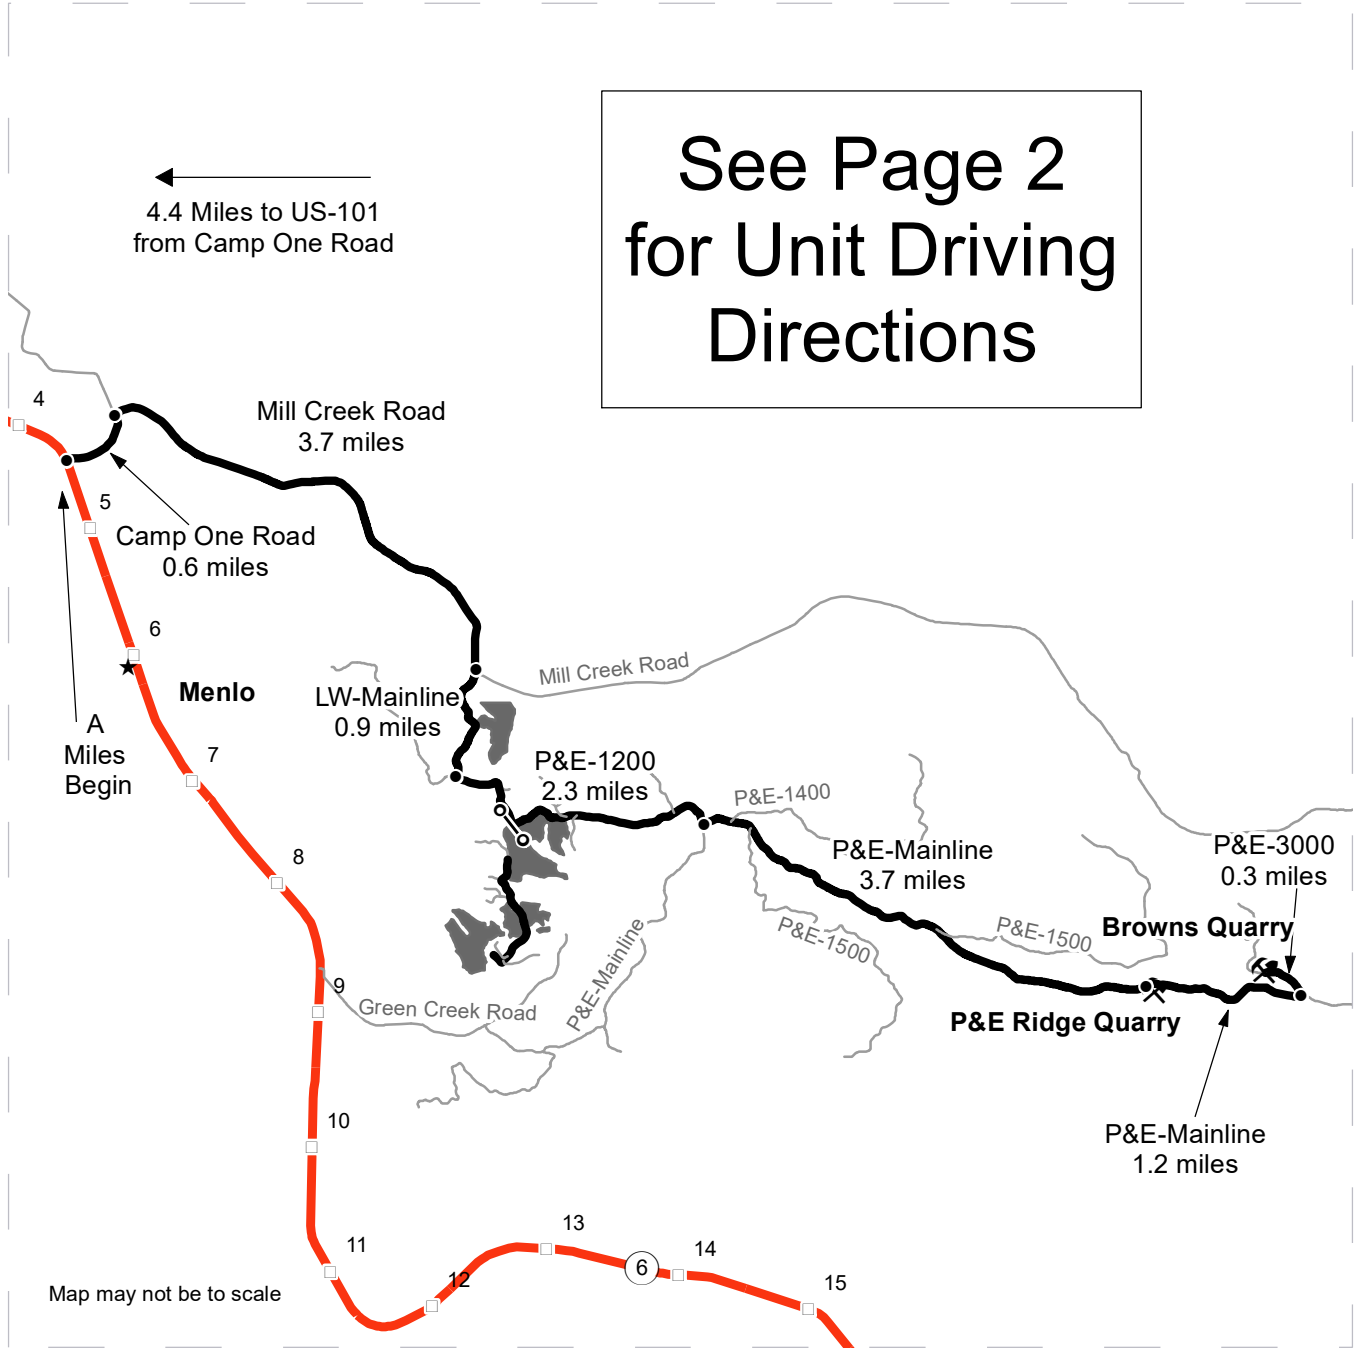 See Page 2
for Unit Driving
Directions
4.4 Miles to US-101
from Camp One Road
4
Mill Creek Road
3.7 miles
5
Camp One Road
0.6 miles
6
Mill Creek Road
Menlo
LW-Mainline
0.9 miles
A
Miles
Begin
7
P&E-1200
2.3 miles
P&E-1400
8
P&E-Mainline
3.7 miles
P&E-3000
0.3 miles
Browns Quarry
P&E-1500
P&E-1500
P&E-Mainline
9
Green Creek Road
P&E Ridge Quarry
10
P&E-Mainline
1.2 miles
11
12
13
6
14
15
Map may not be to scale